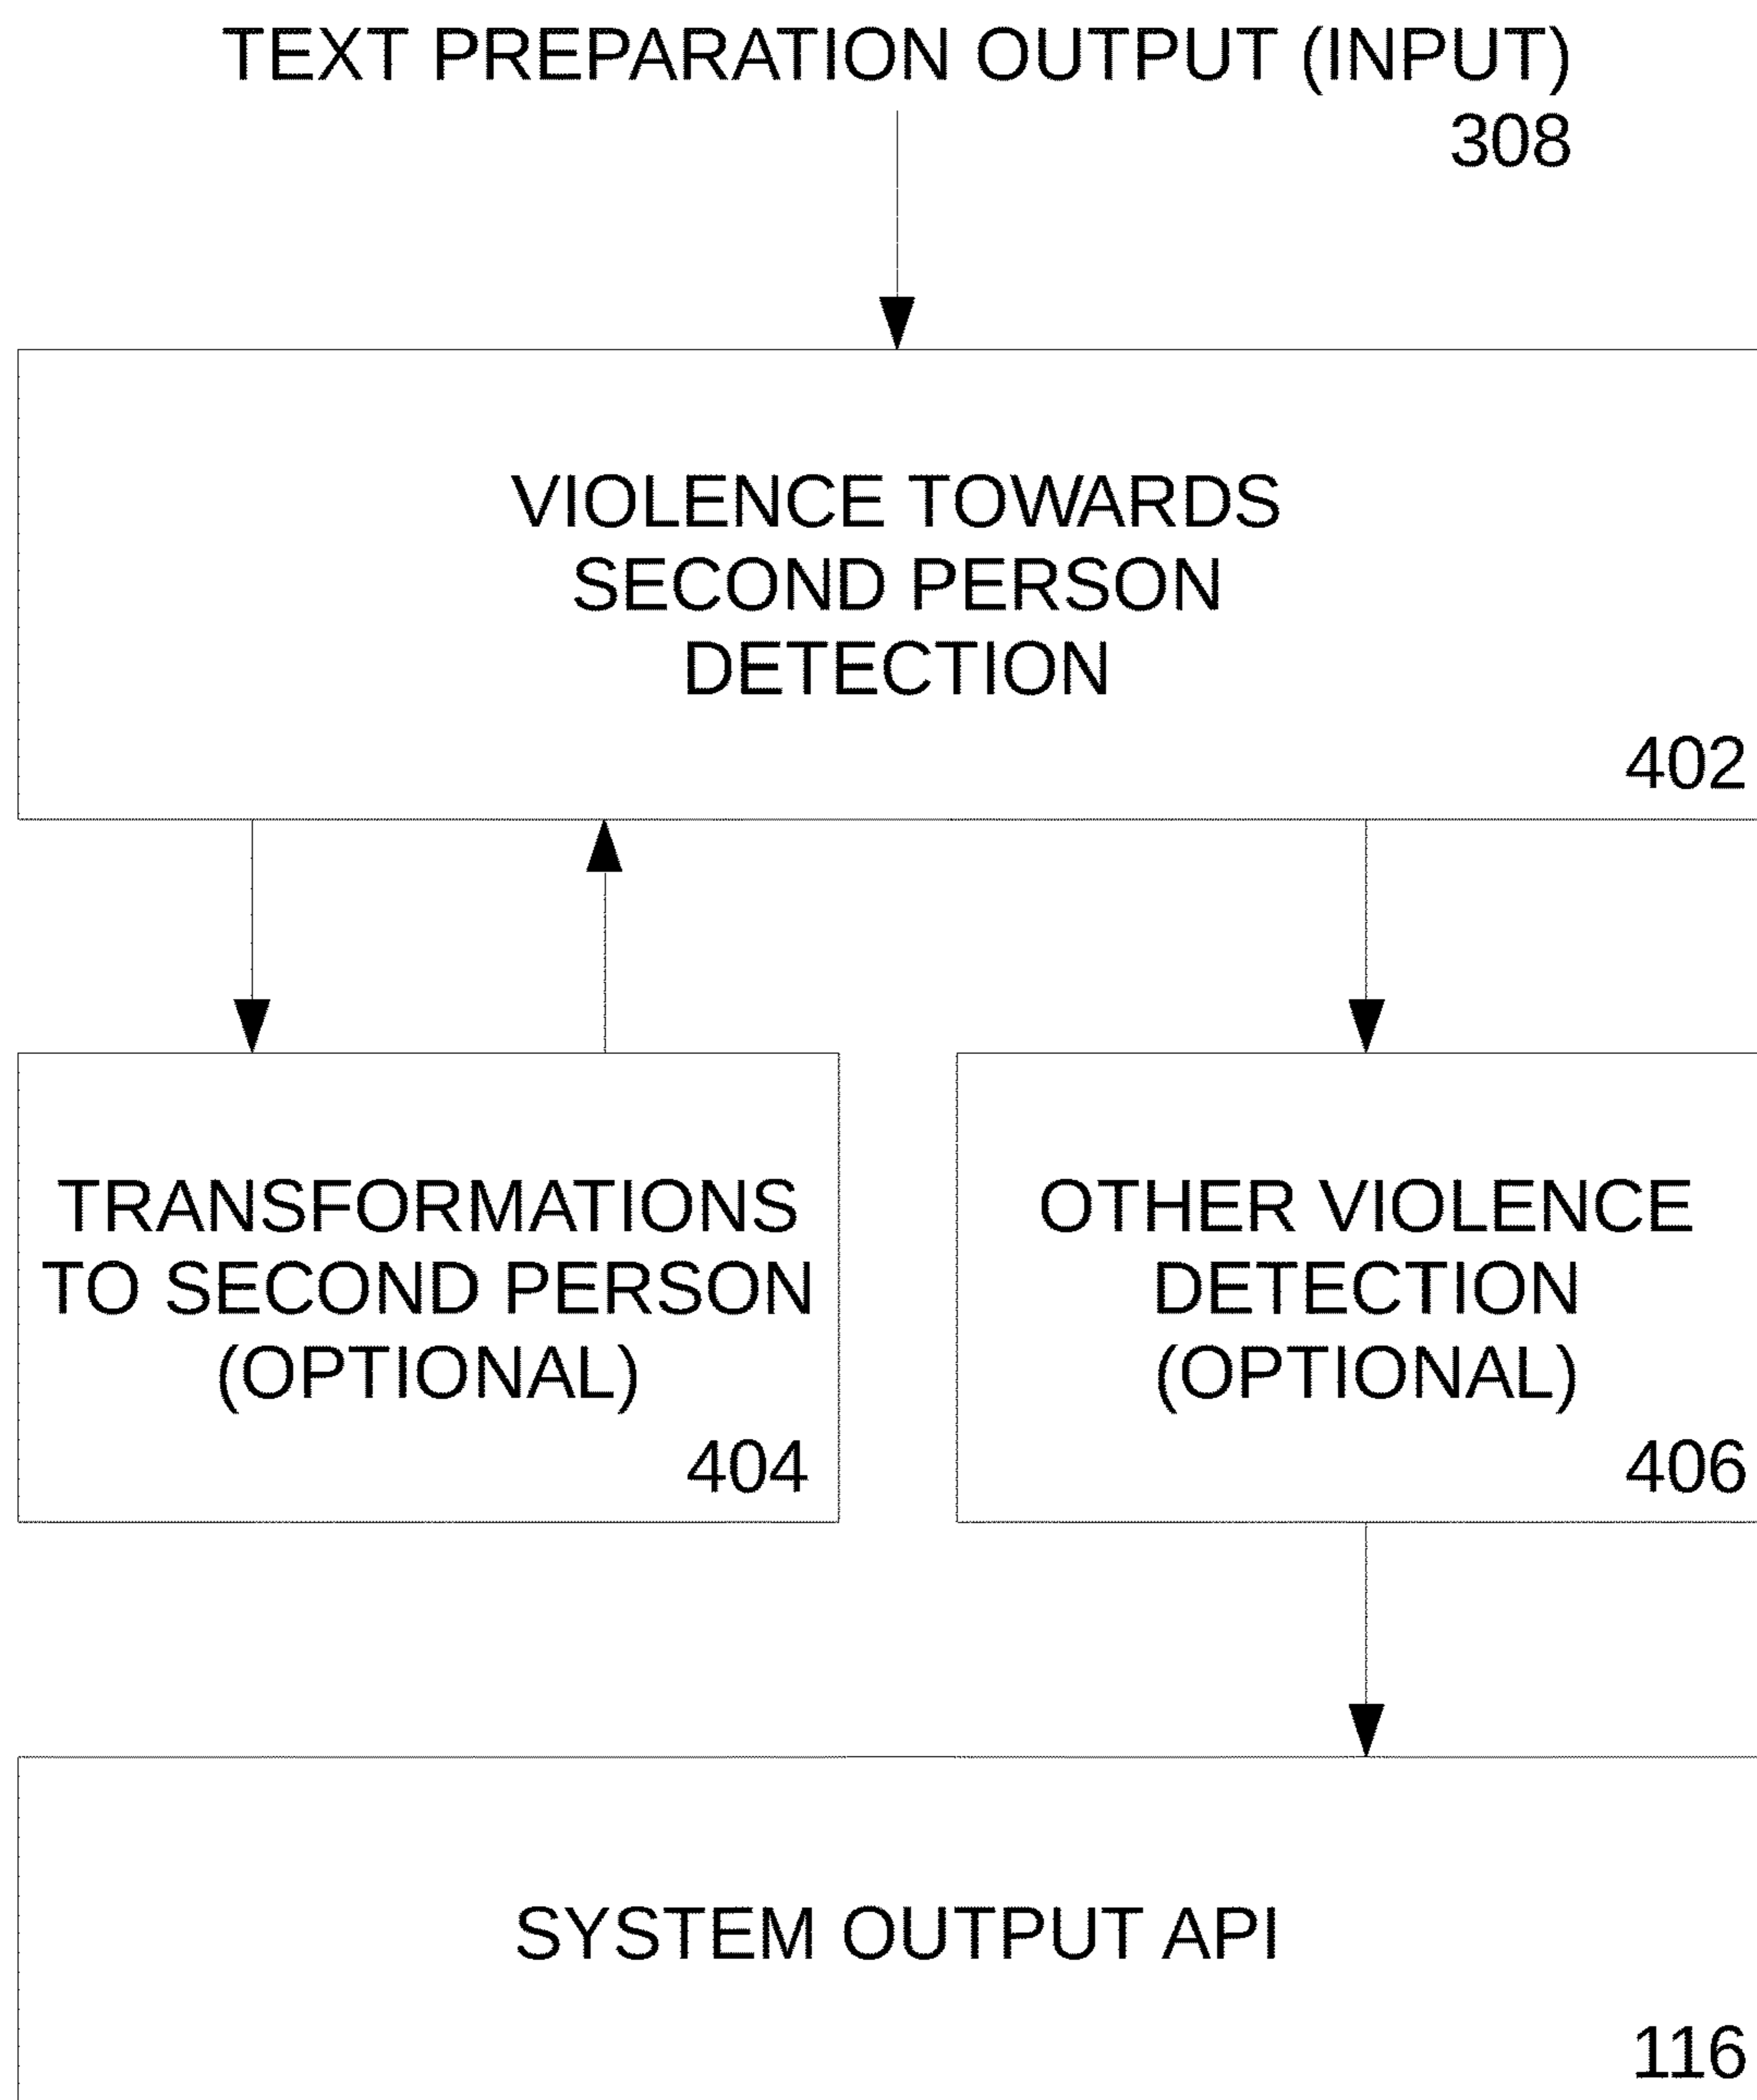 TEXT PREPARATION OUTPUT (INPUT)
308
VIOLENCE TOWARDS
SECOND PERSON
DETECTION
402
TRANSFORMATIONS
TO SECOND PERSON
(OPTIONAL)
404
OTHER VIOLENCE
DETECTION
(OPTIONAL)
406
SYSTEM OUTPUT API
116